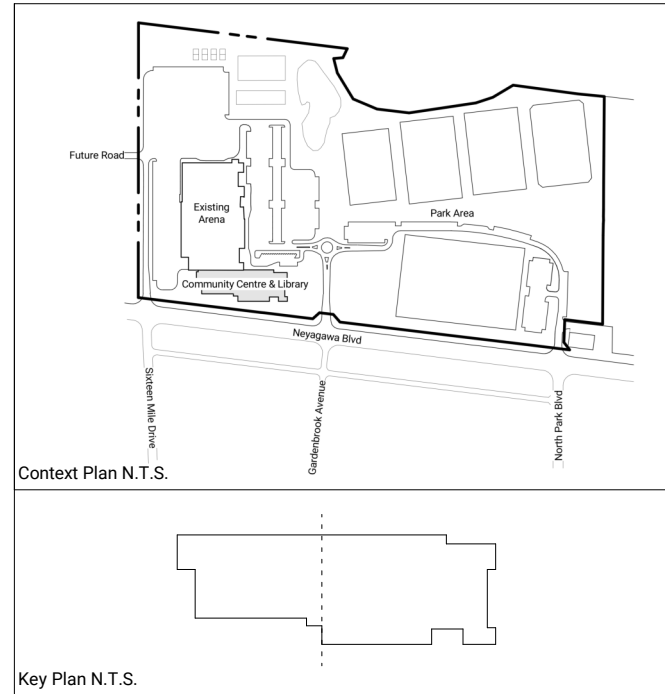 Future Road
Existing
Arena
Park Area
Community Centre & Library
Neyagawa Blvd
Sixteen Mile Drive
Gardenbrook Avenue
North Park Blvd
Context Plan N.T.S.
Key Plan N.T.S.